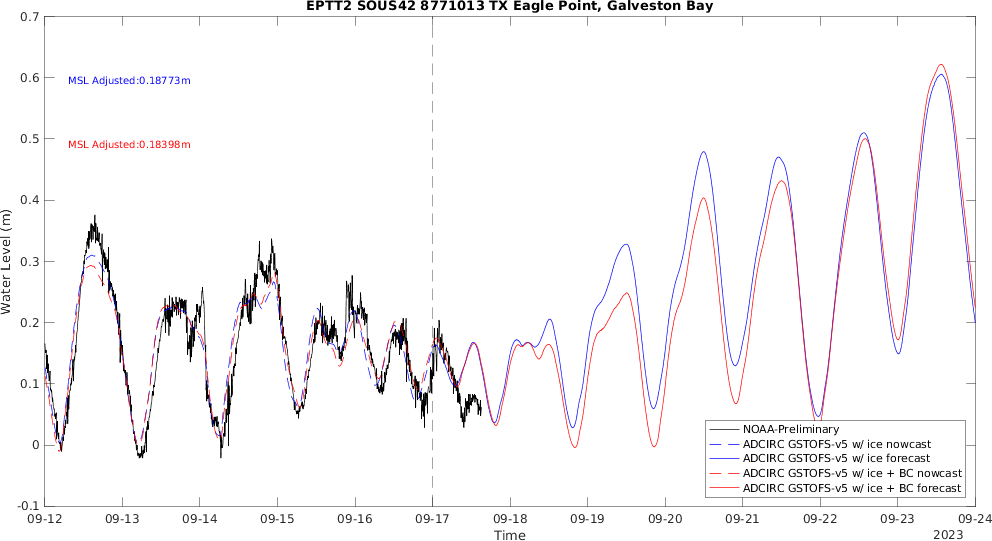 EPTT2 SOUS42 8771013 TX Eagle Point, Galveston Bay
0.7
0.6
0.5
0.4
0.3
0.2
0.1
0
-0.1
Water Level (m)
MSL Adjusted:0.18773m
MSL Adjusted:0.18398m
NOAA-Preliminary
ADCIRC GSTOFS-v5 w/ ice nowcast
ADCIRC GSTOFS-v5 w/ ice forecast
ADCIRC GSTOFS-v5 w/ ice + BC nowcast
ADCIRC GSTOFS-v5 w/ ice + BC forecast
09-12 09-13 09-14 09-15 09-16 09-17 09-18 09-19 09-20 09-21 09-22 09-23 09-24
Time
2023